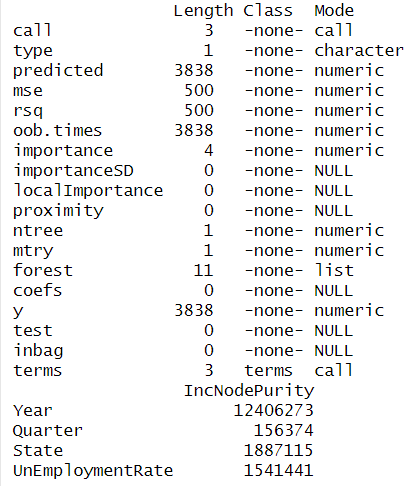 Length Class  Mode
call               3   -none- call
type               1   -none- character
predicted       3838   -none- numeric
mse              500   -none- numeric
rsq              500   -none- numeric
oob.times       3838   -none- numeric
importance         4   -none- numeric
importanceSD       0   -none- NULL
localImportance    0   -none- NULL
proximity          0   -none- NULL
ntree              1   -none- numeric
mtry               1   -none- numeric
forest            11   -none- list
coefs              0   -none- NULL
y               3838   -none- numeric
test               0   -none- NULL
inbag              0   -none- NULL
terms              3   terms  call
                 IncNodePurity
Year                  12406273
Quarter                 156374
State                  1887115
UnEmploymentRate       1541441